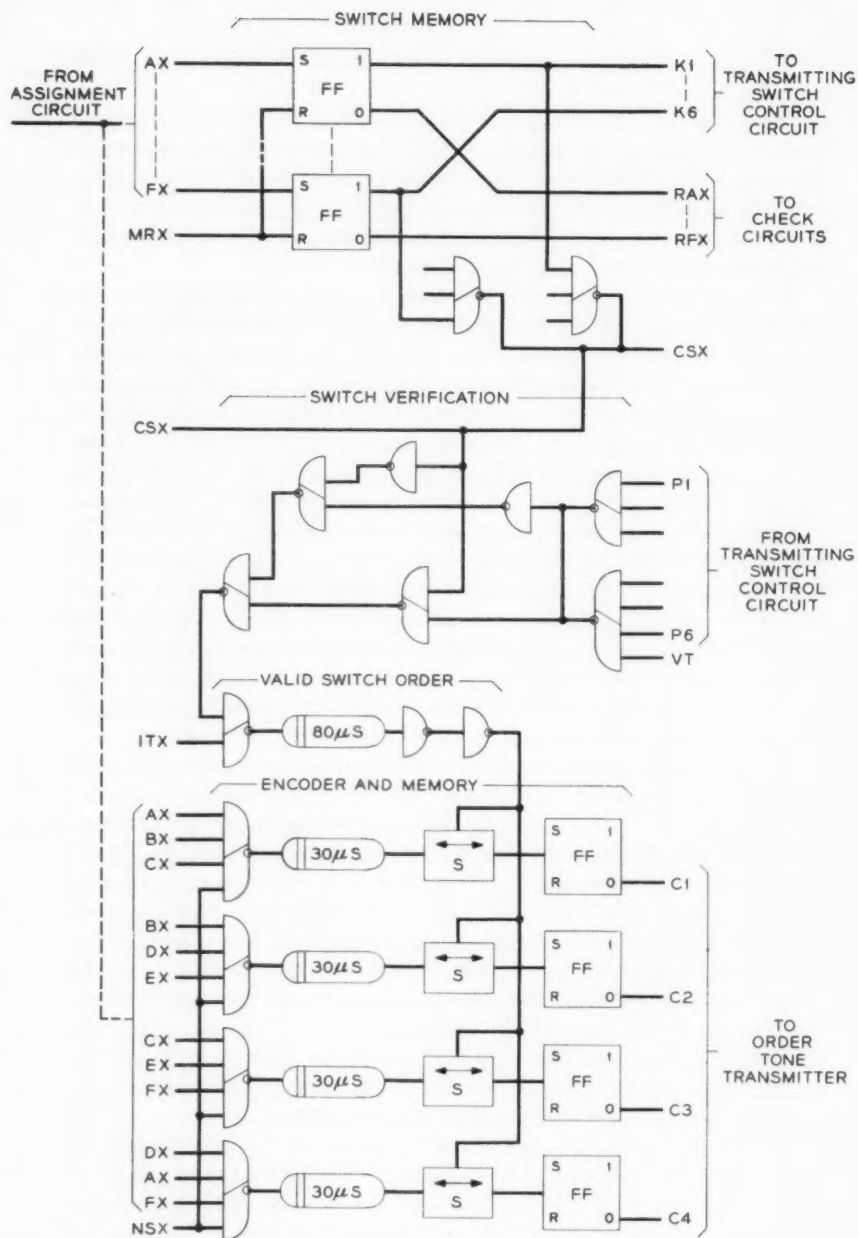 SWITCH MEMORY
FROM
ASSIGNMENT
CIRCUIT
AX
FX
MRX
S 1
FF
R 0
S 1
FF
R 0
K1
K6
TO
TRANSMITTING
SWITCH
CONTROL
CIRCUIT
RAX
RFX
TO
CHECK
CIRCUITS
CSX
SWITCH VERIFICATION
CSX
P1
P6
VT
FROM
TRANSMITTING
SWITCH
CONTROL
CIRCUIT
VALID SWITCH ORDER
ITX
80µS
ENCODER AND MEMORY
AX
BX
CX
30µS
S
S 1
FF
R 0
C1
BX
DX
EX
30µS
S
S 1
FF
R 0
C2
CX
EX
FX
30µS
S
S 1
FF
R 0
C3
DX
AX
FX
NSX
30µS
S
S 1
FF
R 0
C4
TO
ORDER
TONE
TRANSMITTER